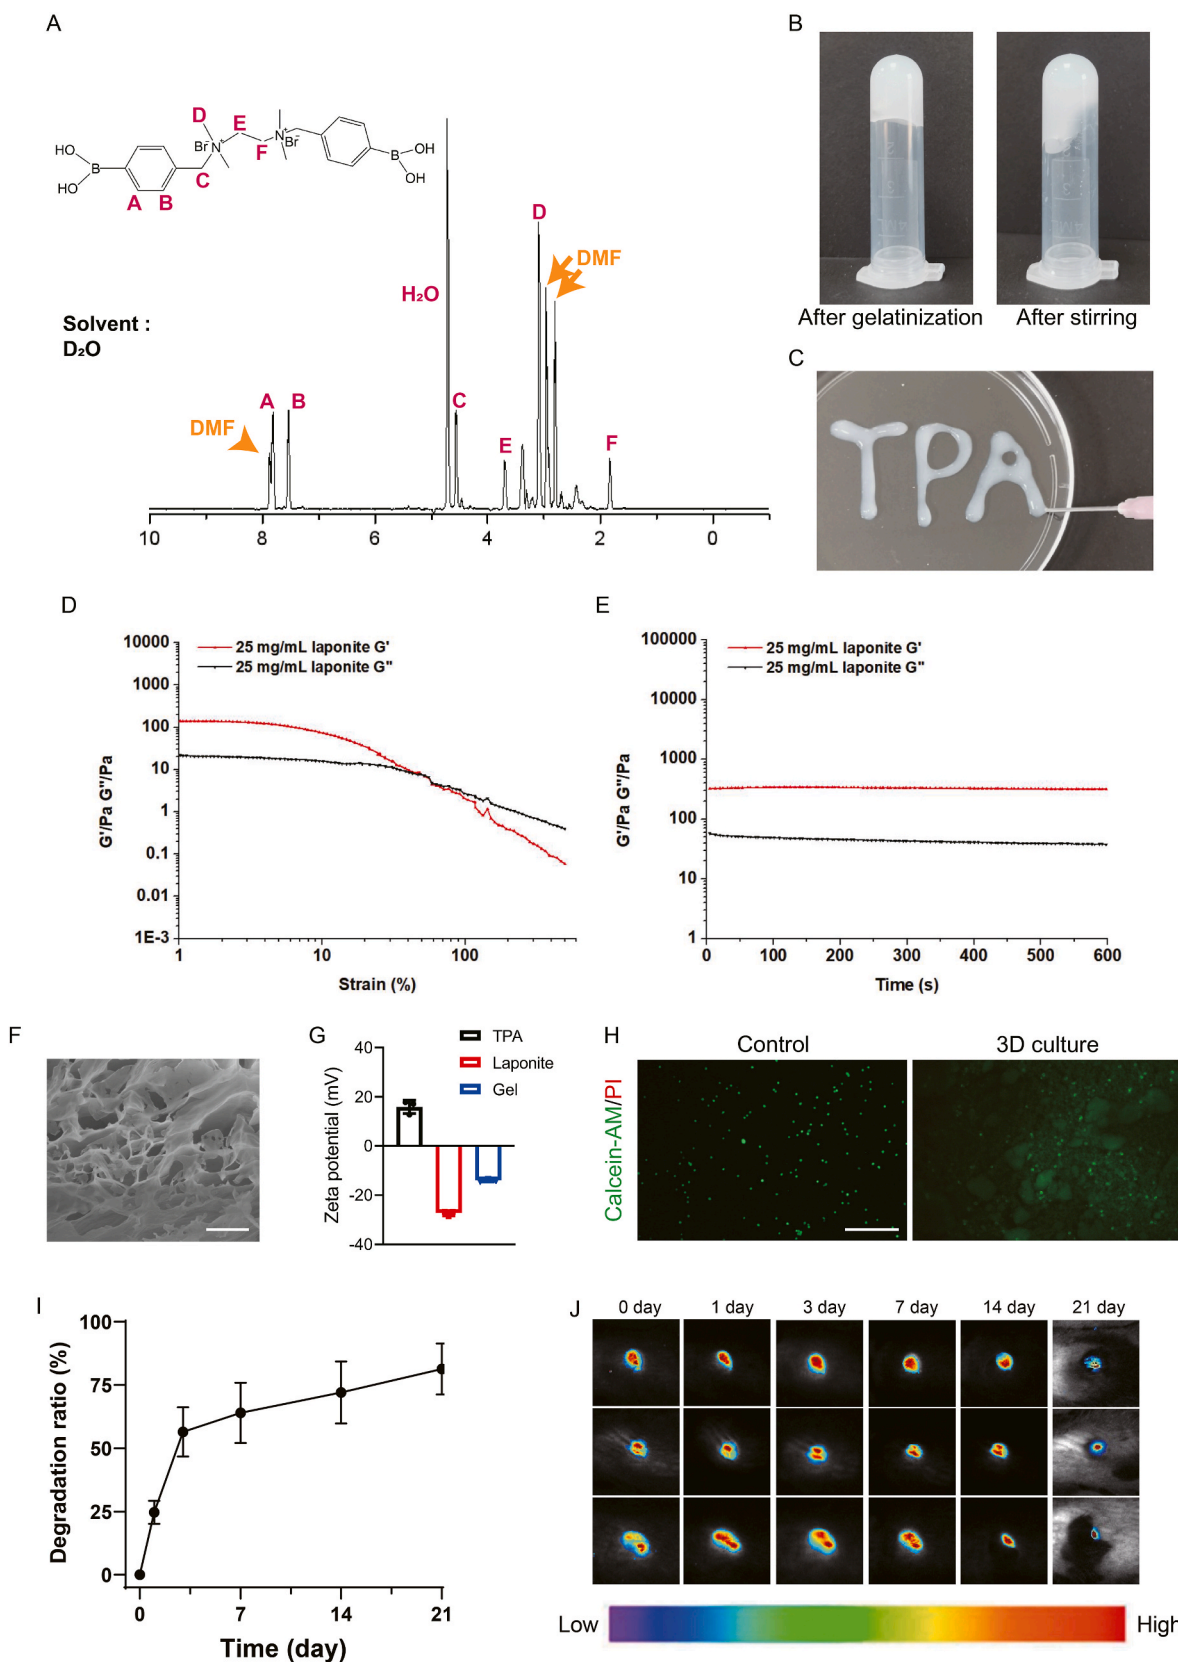 A
D
E
F
Br⁻
N⁺
N⁺
Br⁻
HO
B
HO
C
A
B
B
OH
OH
D
DMF
H₂O
Solvent :
D₂O
A
B
C
DMF
E
F
10
8
6
4
2
0
B
After gelatinization
After stirring
C
TPA
D
25 mg/mL laponite G'
25 mg/mL laponite G''
G'/Pa G''/Pa
10000
1000
100
10
1
0.1
0.01
1E-3
1
10
100
Strain (%)
E
25 mg/mL laponite G'
25 mg/mL laponite G''
G'/Pa G''/Pa
100000
10000
1000
100
10
1
0
100
200
300
400
500
600
Time (s)
F
G
TPA
Laponite
Gel
Zeta potential (mV)
40
20
0
-20
-40
H
Control
3D culture
Calcein-AM/PI
I
Degradation ratio (%)
100
75
50
25
0
0
7
14
21
Time (day)
J
0 day
1 day
3 day
7 day
14 day
21 day
Low
High